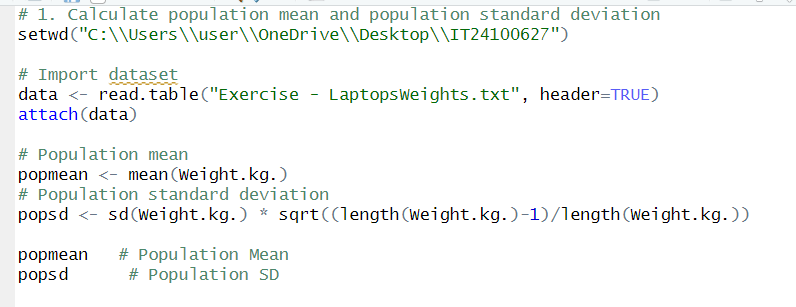 # 1. Calculate population mean and population standard deviation
setwd("C:\\Users\\user\\OneDrive\\Desktop\\IT24100627")
# Import dataset
data <- read.table("Exercise - LaptopsWeights.txt", header=TRUE)
attach(data)
# Population mean
popmean <- mean(Weight.kg.)
# Population standard deviation
popsd <- sd(Weight.kg.) * sqrt((length(Weight.kg.)-1)/length(Weight.kg.))
popmean   # Population Mean
popsd      # Population SD